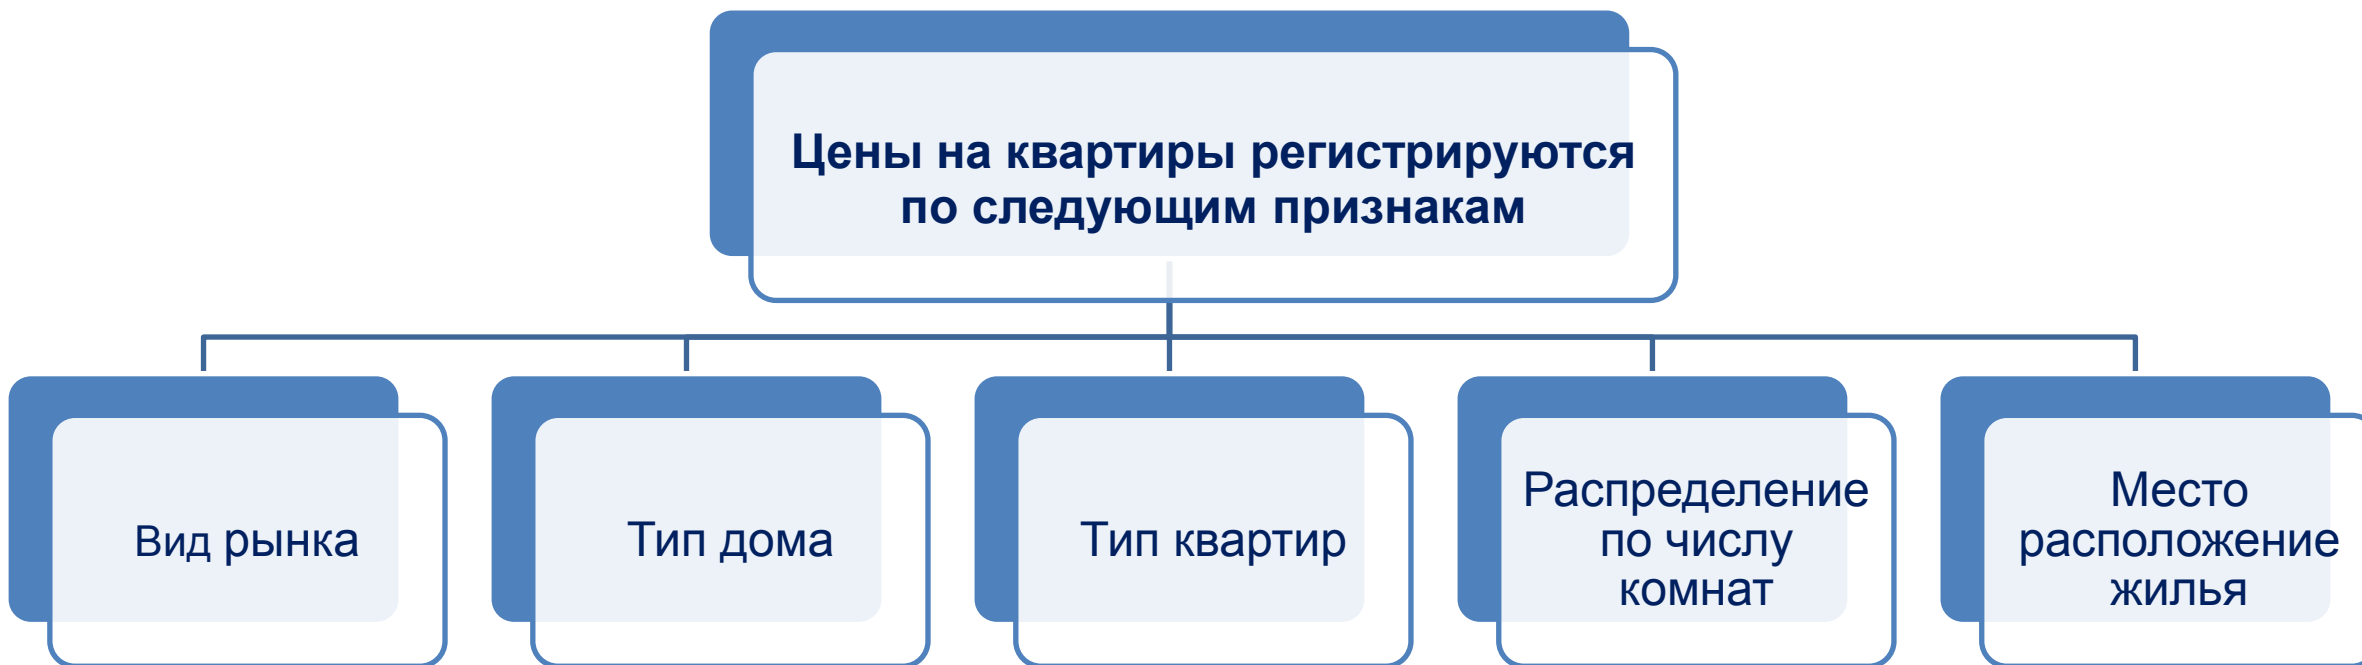 Цены на квартиры регистрируются
по следующим признакам
Вид рынка
Тип дома
Тип квартир
Распределение
по числу
комнат
Место
расположение
жилья